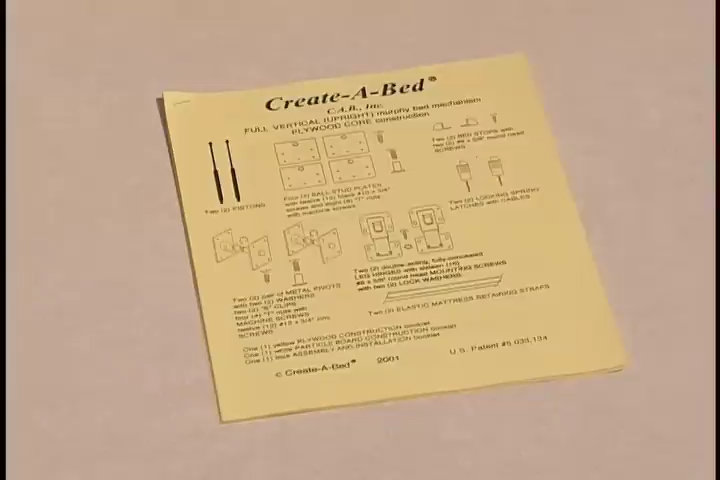 Create-A-Bed®
C.A.B., Inc.
FULL VERTICAL (UPRIGHT) murphy bed mechanism
PLYWOOD CORE construction
Two (2) PISTONS
Four (4) BALL STUD PLATES
with twelve (12) black #10 x 3/4"
screws and eight (8) "T" nuts
with machine screws
Two (2) BED STOPS with
two (2) #8 x 5/8" round head
SCREWS
Two (2) LOCKING SPRING
LATCHES with CABLES
Two (2) pair of METAL PIVOTS
with two (2) WASHERS
two (2) "E" CLIPS
four (4) "T" nuts with
MACHINE SCREWS
twelve (12) #12 x 3/4" zinc
SCREWS
Two (2) double-acting, fully-concealed
LEG HINGES with sixteen (16)
#8 x 5/8" round head MOUNTING SCREWS
with two (2) LOCK WASHERS.
Two (2) ELASTIC MATTRESS RETAINING STRAPS
One (1) yellow PLYWOOD CONSTRUCTION booklet
One (1) white PARTICLE BOARD CONSTRUCTION booklet
One (1) blue ASSEMBLY AND INSTALLATION booklet
© Create-A-Bed® 2001
U.S. Patent #5,033,134